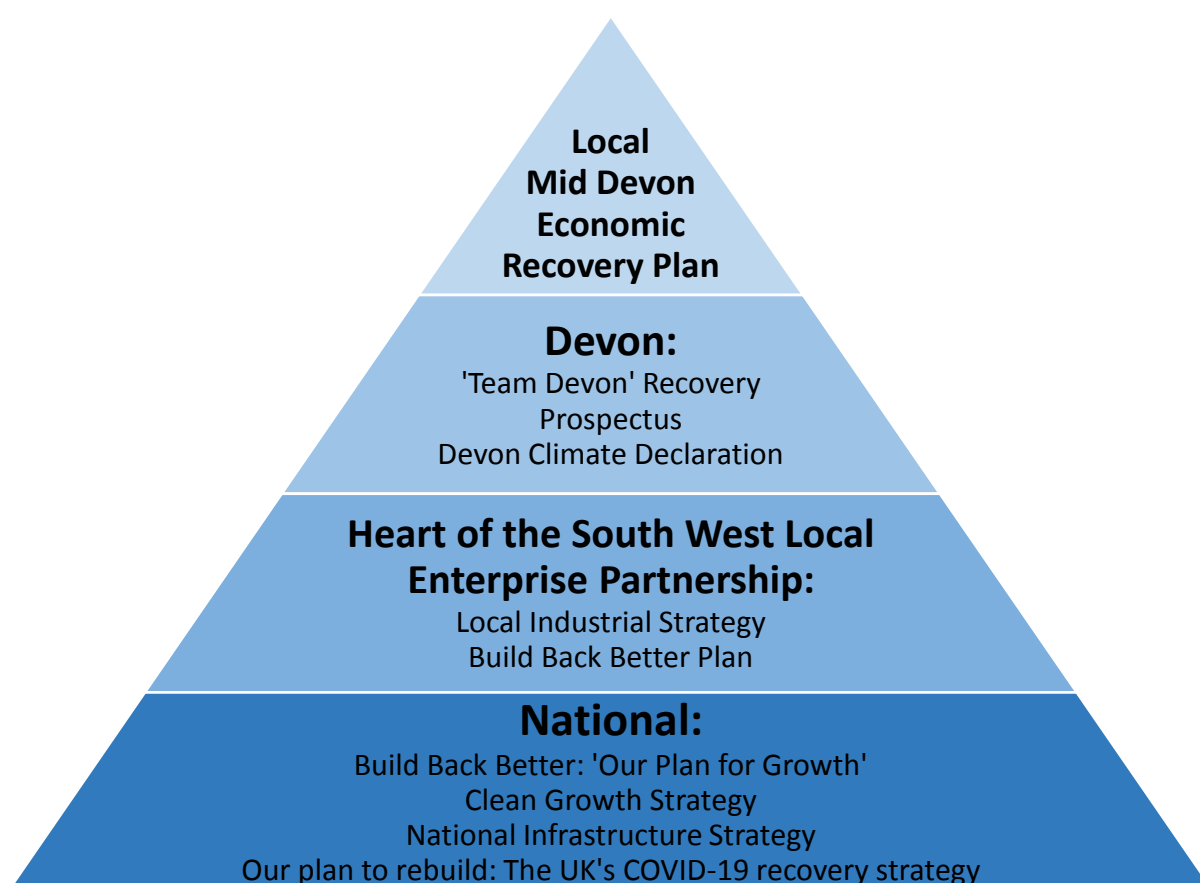 Local
Mid Devon
Economic
Recovery Plan
Devon:
'Team Devon' Recovery
Prospectus
Devon Climate Declaration
Heart of the South West Local
Enterprise Partnership:
Local Industrial Strategy
Build Back Better Plan
National:
Build Back Better: 'Our Plan for Growth'
Clean Growth Strategy
National Infrastructure Strategy
Our plan to rebuild: The UK's COVID-19 recovery strategy